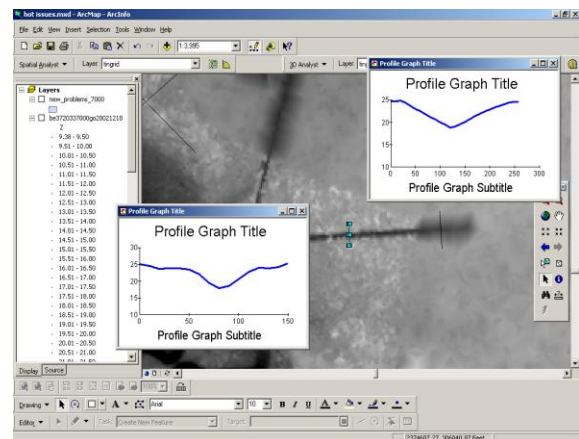 hot issues.mxd - ArcMap - ArcInfo
File Edit View Insert Selection Tools Window Help
1:3,995
Spatial Analyst Layer: tingrid
3D Analyst Layer:
Layers
new_problems_7000
be3720337000go20021218
Z
9.38 - 9.50
9.51 - 10.00
10.01 - 10.50
10.51 - 11.00
11.01 - 11.50
11.51 - 12.00
12.01 - 12.50
12.51 - 13.00
13.01 - 13.50
13.51 - 14.00
14.01 - 14.50
14.51 - 15.00
15.01 - 15.50
15.51 - 16.00
16.01 - 16.50
16.51 - 17.00
17.01 - 17.50
17.51 - 18.00
18.01 - 18.50
18.51 - 19.00
19.01 - 19.50
19.51 - 20.00
20.01 - 20.50
20.51 - 21.00
Display Source
Profile Graph Title
Profile Graph Title
25
20
15
10
0 50 100 150 200 250 300
Profile Graph Subtitle
Profile Graph Title
Profile Graph Title
30
25
20
15
10
0 50 100 150
Profile Graph Subtitle
Drawing A Arial 10 B I U A
Editor Task: Create New Feature Target: